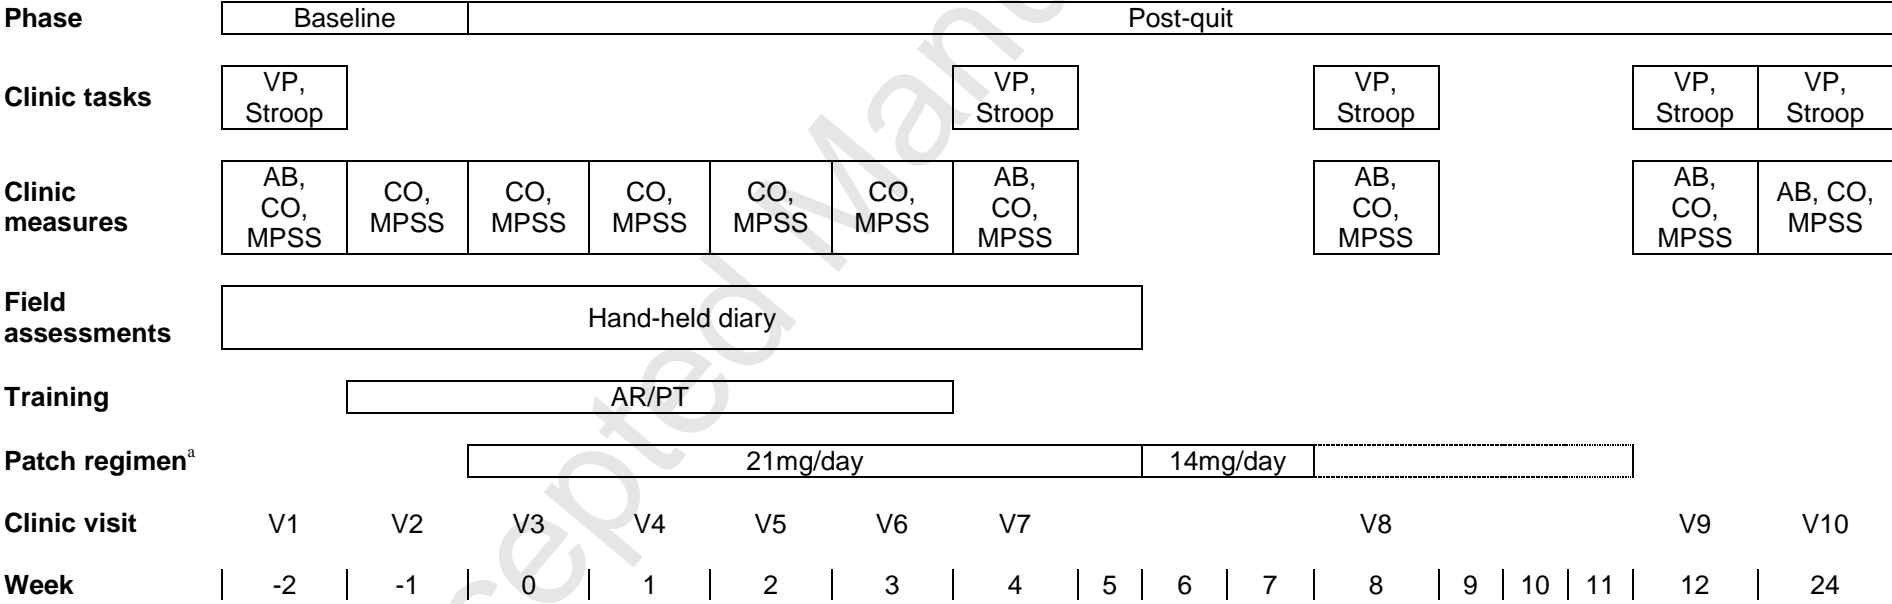 Phase Baseline Post-quit
Clinic tasks VP, Stroop VP, Stroop VP, Stroop VP, Stroop VP, Stroop
Clinic measures AB, CO, MPSS CO, MPSS CO, MPSS CO, MPSS CO, MPSS CO, MPSS AB, CO, MPSS AB, CO, MPSS AB, CO, MPSS AB, CO, MPSS
Field assessments Hand-held diary
Training AR/PT
Patch regimenᵃ 21mg/day 14mg/day
Clinic visit V1 V2 V3 V4 V5 V6 V7 V8 V9 V10
Week -2 -1 0 1 2 3 4 5 6 7 8 9 10 11 12 24